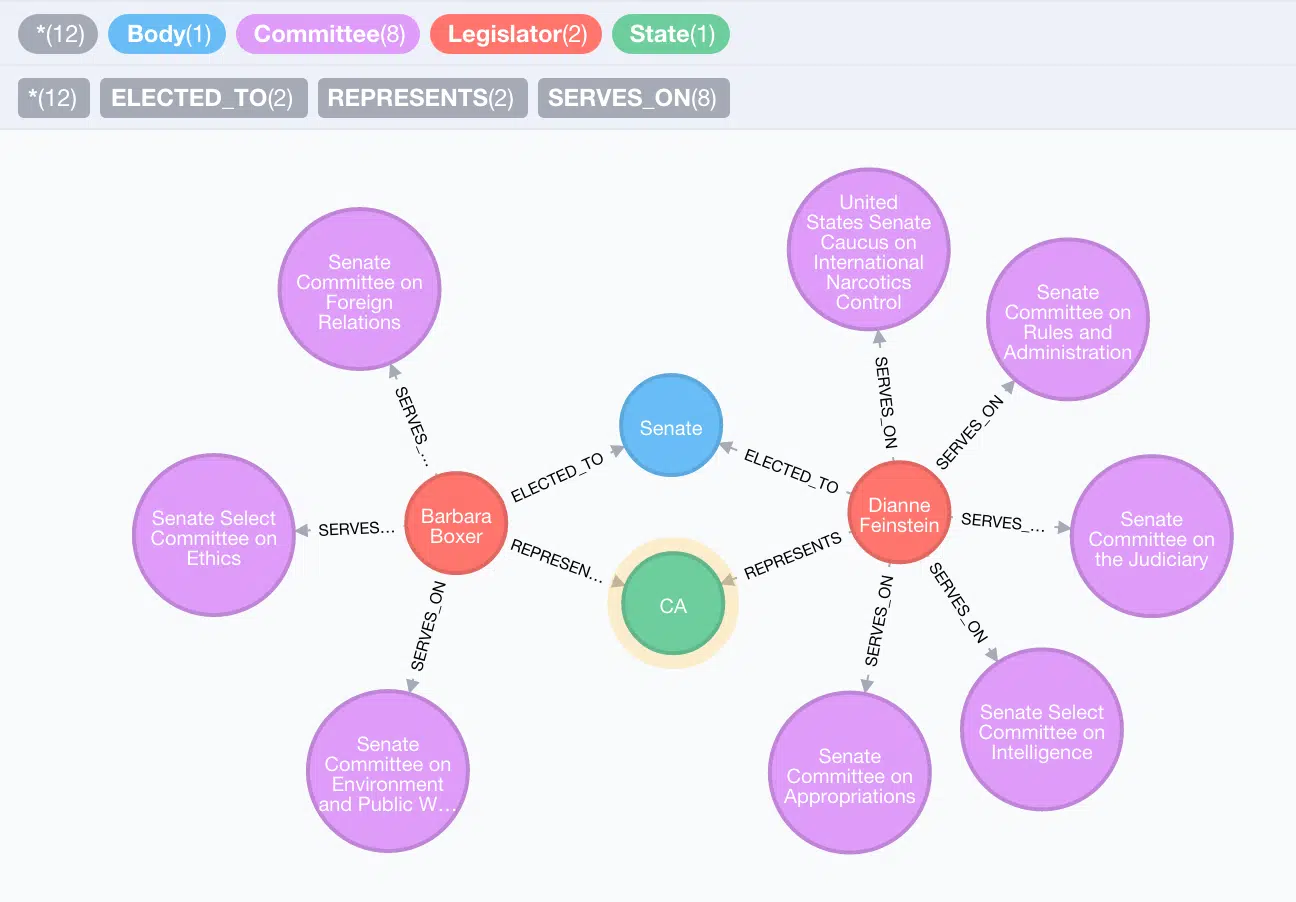 *(12) Body(1) Committee(8) Legislator(2) State(1)
*(12) ELECTED_TO(2) REPRESENTS(2) SERVES_ON(8)
United
States Senate
Caucus on
International
Narcotics
Control
Senate
Committee on
Foreign
Relations
Senate
Committee on
Rules and
Administration
SERVES_…
SERVES_ON
SERVES_ON
Senate
ELECTED_TO
ELECTED_TO
Senate Select
Committee on
Ethics
SERVES…
Barbara
Boxer
Dianne
Feinstein
SERVES_…
Senate
Committee on
the Judiciary
REPRESEN…
REPRESENTS
CA
SERVES_ON
SERVES_ON
SERVES_ON
Senate
Committee on
Environment
and Public W…
Senate
Committee on
Appropriations
Senate Select
Committee on
Intelligence